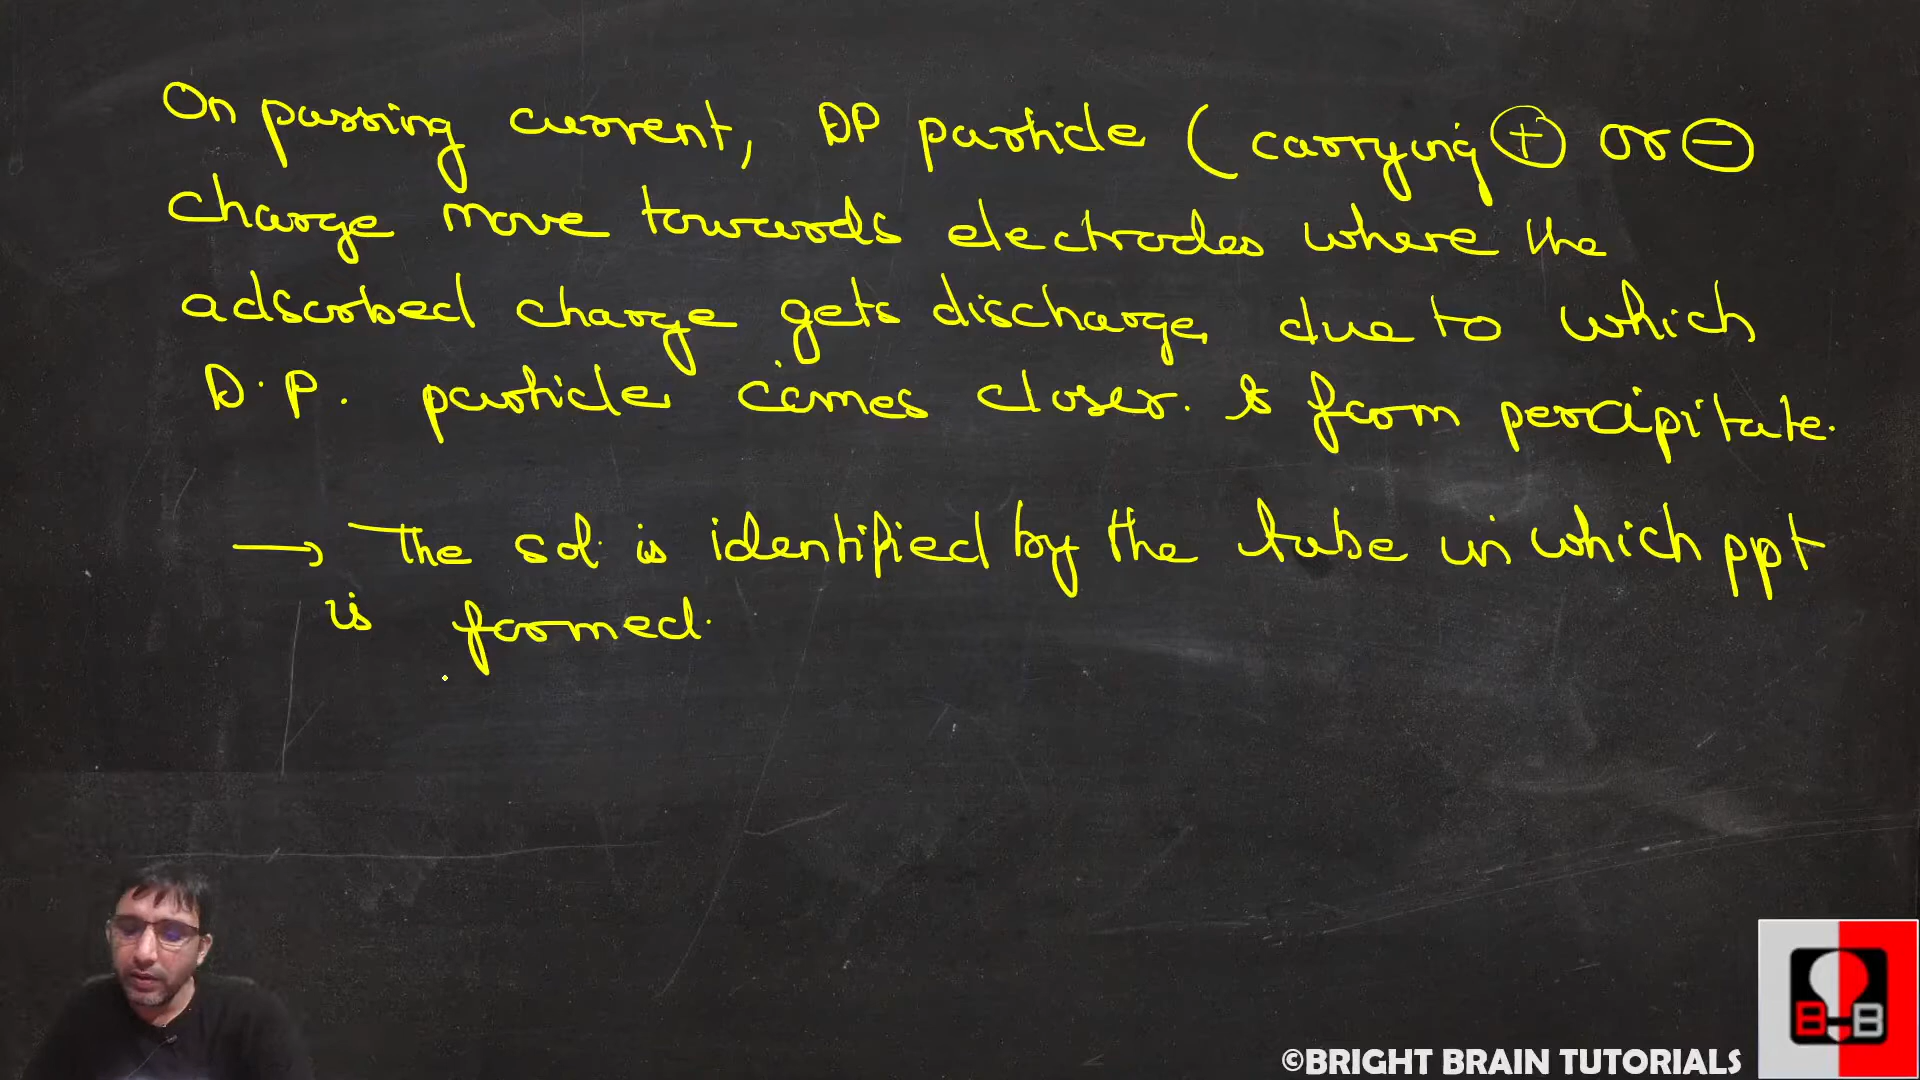 On passing current, DP particle (carrying + or −
charge move towards electrodes where the
adsorbed charge gets discharge, due to which
D.P. particle comes closer. & form percipitate.
→ The sol. is identified by the tube in which ppt
is formed.
B B
©BRIGHT BRAIN TUTORIALS